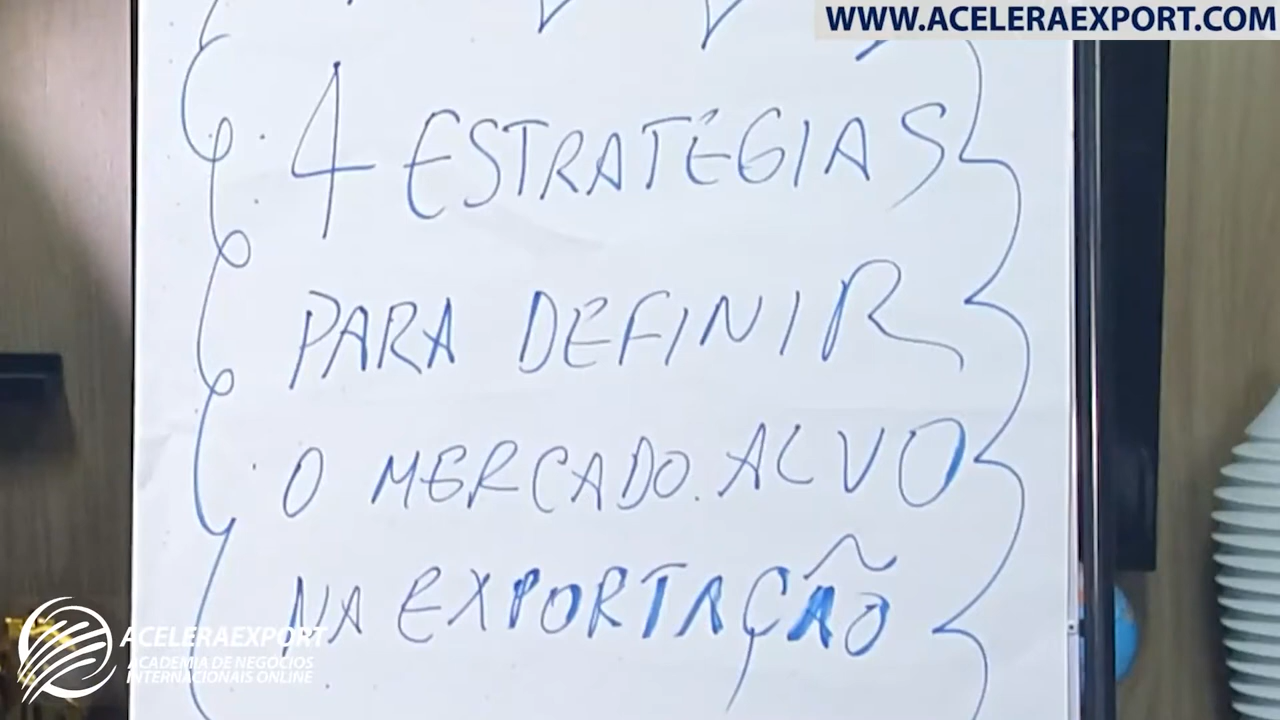 WWW.ACELERAEXPORT.COM
4 ESTRATÉGIAS
PARA DEFINIR
O MERCADO.ALVO
NA EXPORTAÇÃO
ACELERAEXPORT
ACADEMIA DE NEGÓCIOS
INTERNACIONAIS ONLINE